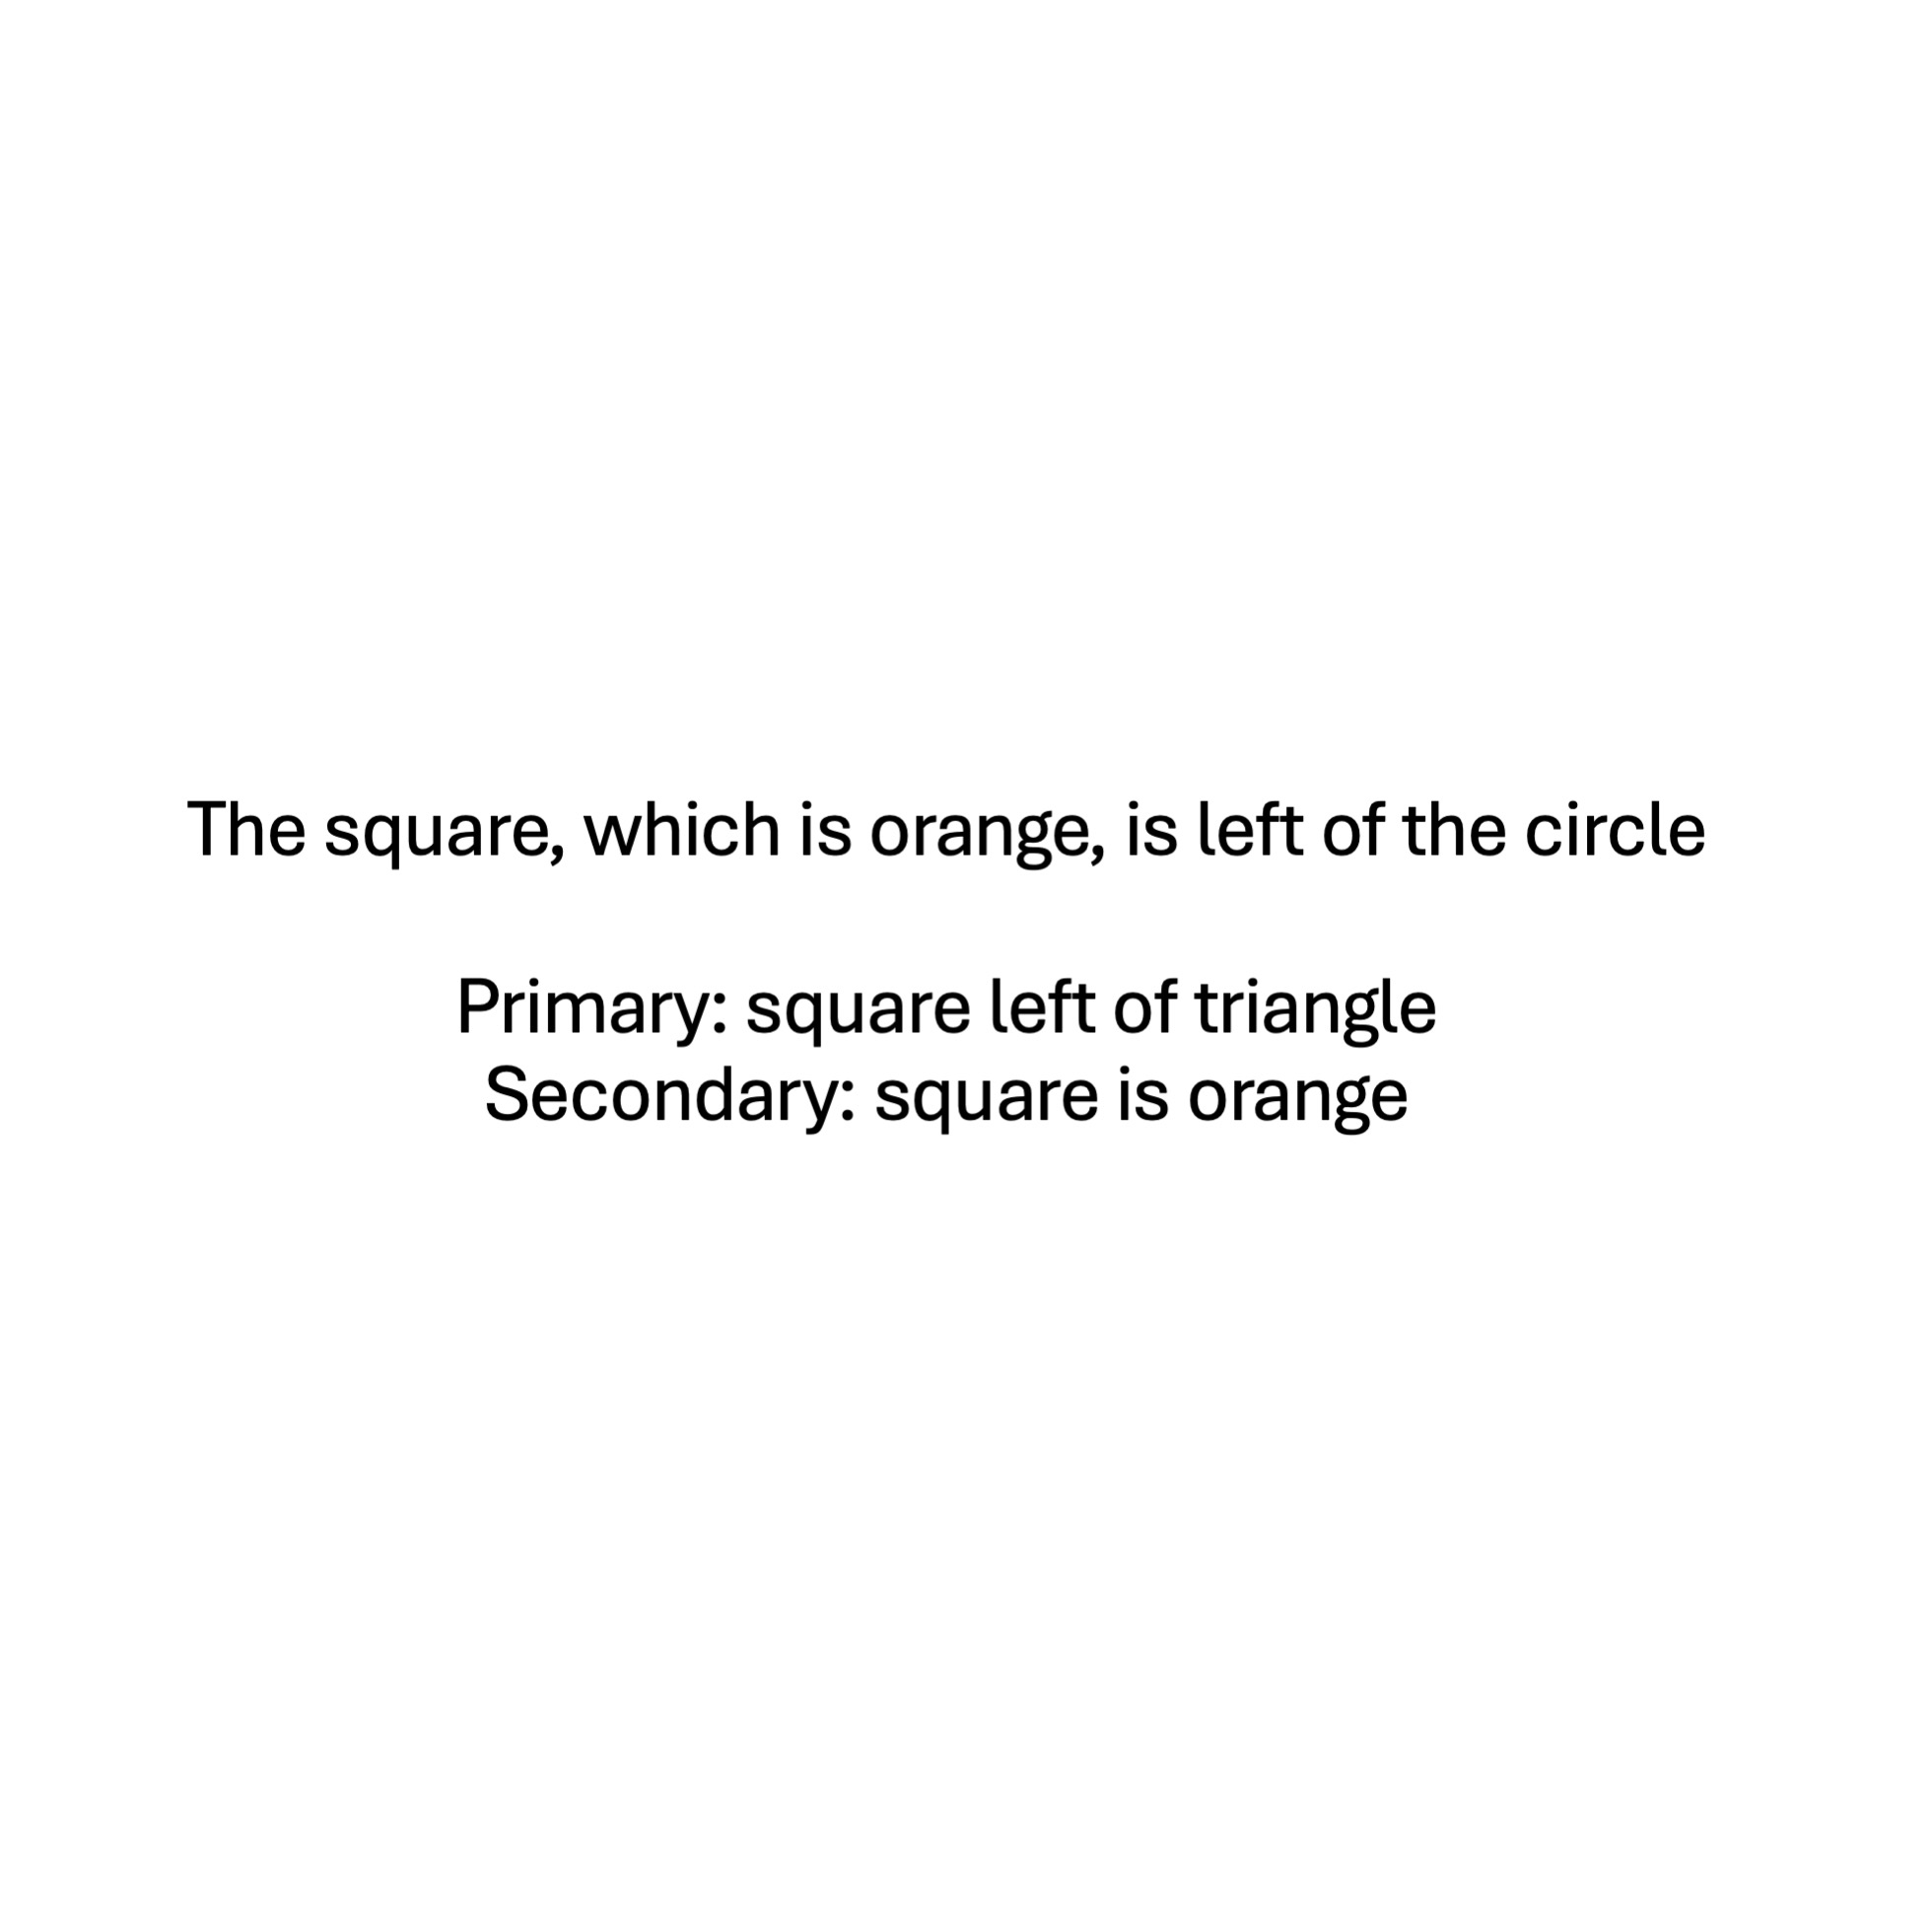 The square, which is orange, is left of the circle
Primary: square left of triangle
Secondary: square is orange